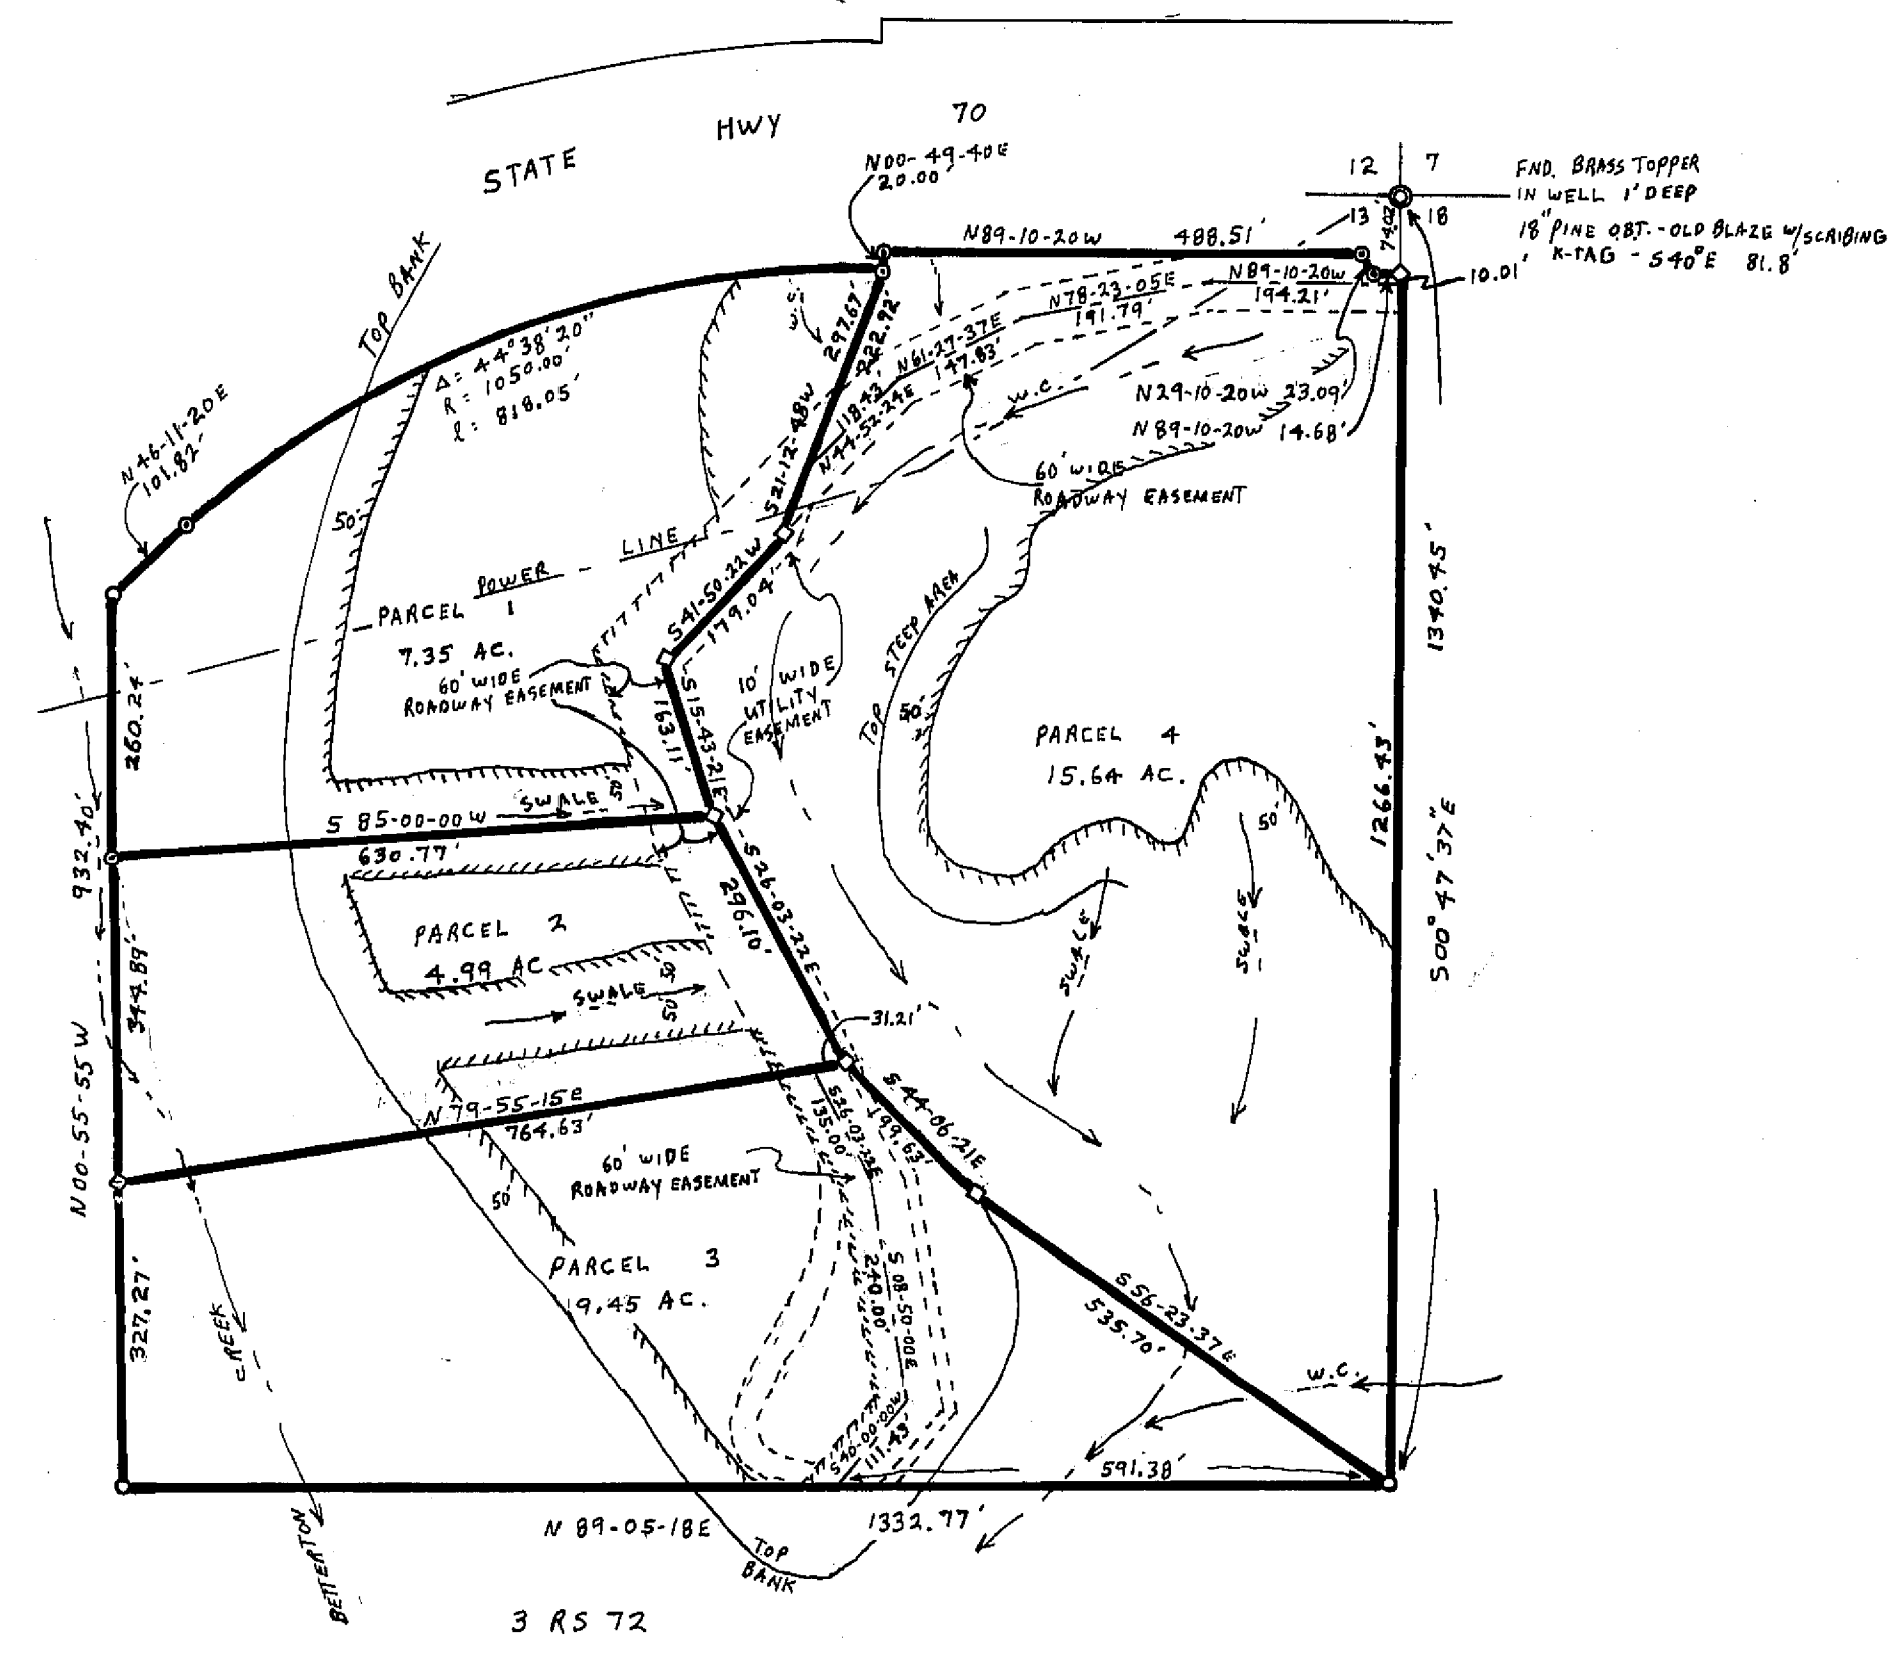 STATE HWY 70
N00-49-40E
20.00'
12 7
13 18
74.02'
FND. BRASS TOPPER
IN WELL 1' DEEP
18" PINE O.B.T. - OLD BLAZE W/SCRIBING
K-TAG - S40°E 81.8'
10.01'
N89-10-20W 488.51'
N89-10-20W
194.21'
N78-23-05E
191.79'
N61-27-37E
147.83'
N44-52-24E
118.43'
N29-10-20W 23.09'
N89-10-20W 14.68'
60' WIDE
ROADWAY EASEMENT
W.C.
W.C.
TOP BANK
Δ = 44°38'20"
R = 1050.00'
l = 818.05'
N46-11-20E
101.82'
297.67'
222.92'
S21-12-48W
50'
POWER LINE
PARCEL 1
7.35 AC.
60' WIDE
ROADWAY EASEMENT
S41-50-22W
179.04'
S15-43-21E
163.11'
10' WIDE
UTILITY
EASEMENT
TOP STEEP AREA
50'
PARCEL 4
15.64 AC.
50'
1340.45'
1266.43'
S00°47'37"E
260.24'
932.40'
344.89'
N00-55-55W
327.27'
SWALE
50'
S 85-00-00W
630.77'
PARCEL 2
4.99 AC
SWALE
50'
50'
S26-03-22E
296.10'
31.21'
SWALE
SWALE
N79-55-15E
764.63'
60' WIDE
ROADWAY EASEMENT
50'
S26-03-22E
135.00'
S44-06-21E
199.63'
PARCEL 3
9.45 AC.
S 08-50-00E
240.00'
S40-00-00W
111.43'
S56-23-37E
535.70'
W.C.
591.38'
N 89-05-18E 1332.77'
TOP
BANK
BETTERTON CREEK
3 RS 72